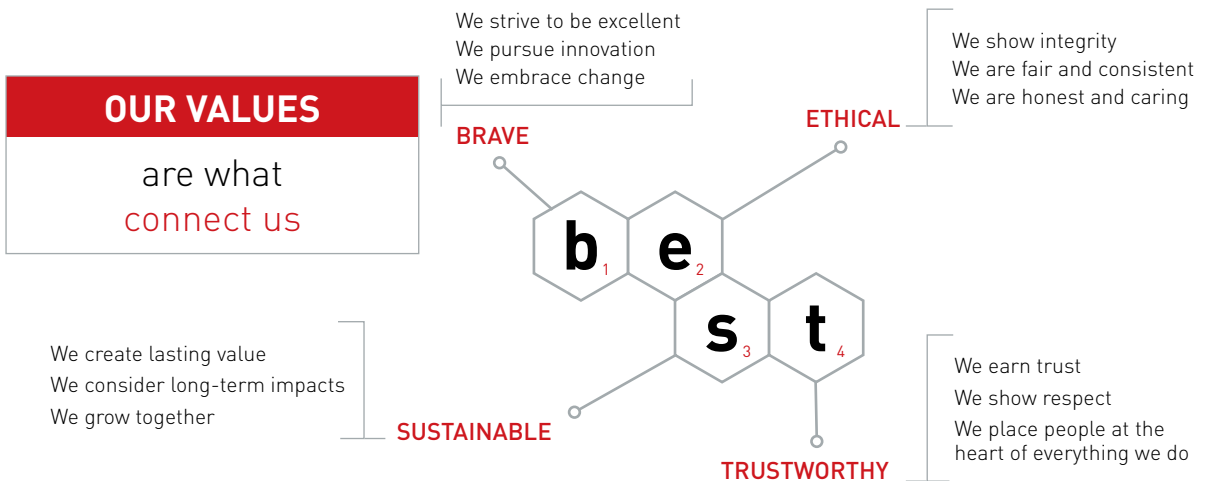 OUR VALUES
are what
connect us
We strive to be excellent
We pursue innovation
We embrace change
BRAVE
We show integrity
We are fair and consistent
We are honest and caring
ETHICAL
b1
e2
s3
t4
We create lasting value
We consider long-term impacts
We grow together
SUSTAINABLE
We earn trust
We show respect
We place people at the
heart of everything we do
TRUSTWORTHY